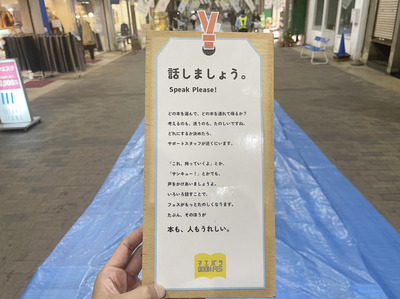 話しましょう。
Speak Please!
どの本を選んで、どの本を連れて帰るか？
考えるのも、迷うのも、たのしいですね。
どれにするか決めたら、
サポートスタッフが近くにいます。
「これ、持っていくよ」とか、
「サンキュー！」とかでも、
声をかけあいましょうよ。
いろいろ話すことで、
フェスがもっとたのしくなります。
たぶん、そのほうが
本も、人もうれしい。
マエバシ
BOOK FES